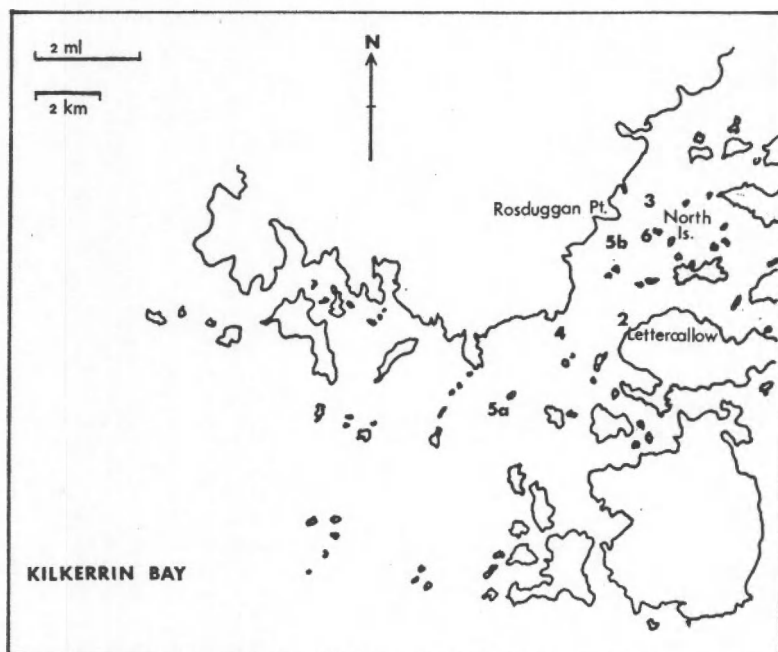 2 ml
2 km
N
Rosduggan Pt.
3
North
Is.
6
5b
2
Lettercallow
4
5a
KILKERRIN BAY